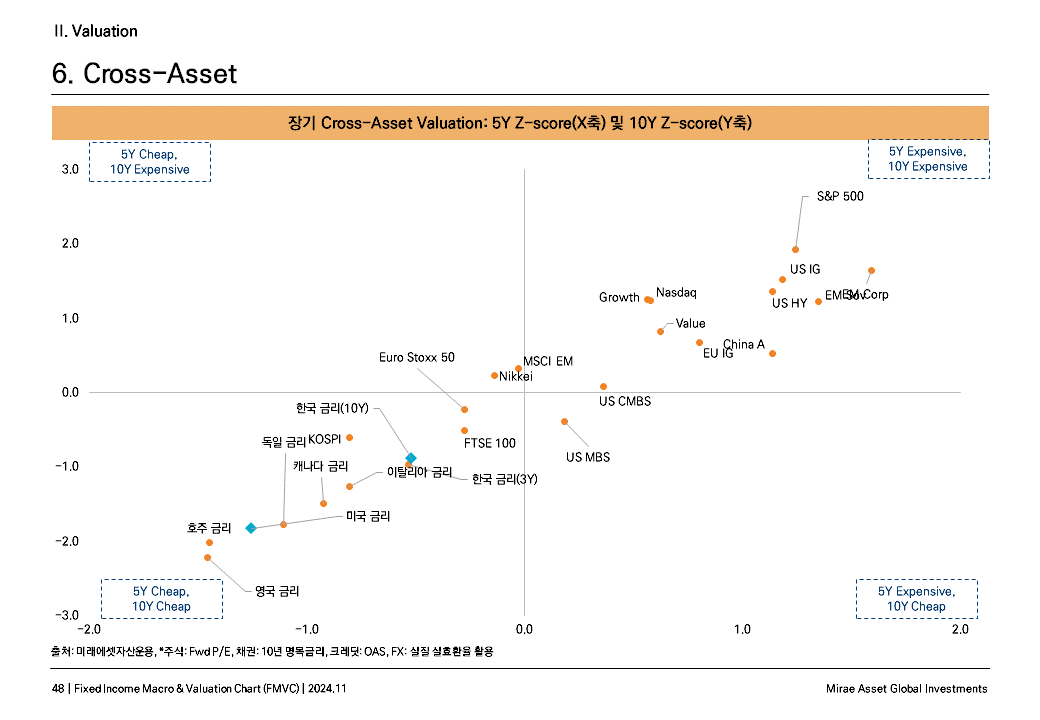 II. Valuation
6. Cross-Asset
장기 Cross-Asset Valuation: 5Y Z-score(X축) 및 10Y Z-score(Y축)
5Y Cheap,
10Y Expensive
5Y Expensive,
10Y Expensive
3.0
S&P 500
2.0
US IG
EM Sov
EM Corp
Growth
Nasdaq
US HY
1.0
Value
China A
EU IG
Euro Stoxx 50
MSCI EM
Nikkei
0.0
US CMBS
한국 금리(10Y)
독일 금리
KOSPI
FTSE 100
US MBS
-1.0
캐나다 금리
이탈리아 금리
한국 금리(3Y)
미국 금리
호주 금리
-2.0
영국 금리
5Y Cheap,
10Y Cheap
5Y Expensive,
10Y Cheap
-3.0
-2.0
-1.0
0.0
1.0
2.0
출처: 미래에셋자산운용, *주식: Fwd P/E, 채권: 10년 명목금리, 크레딧: OAS, FX: 실질 실효환율 활용
48 | Fixed Income Macro & Valuation Chart (FMVC) | 2024.11
Mirae Asset Global Investments